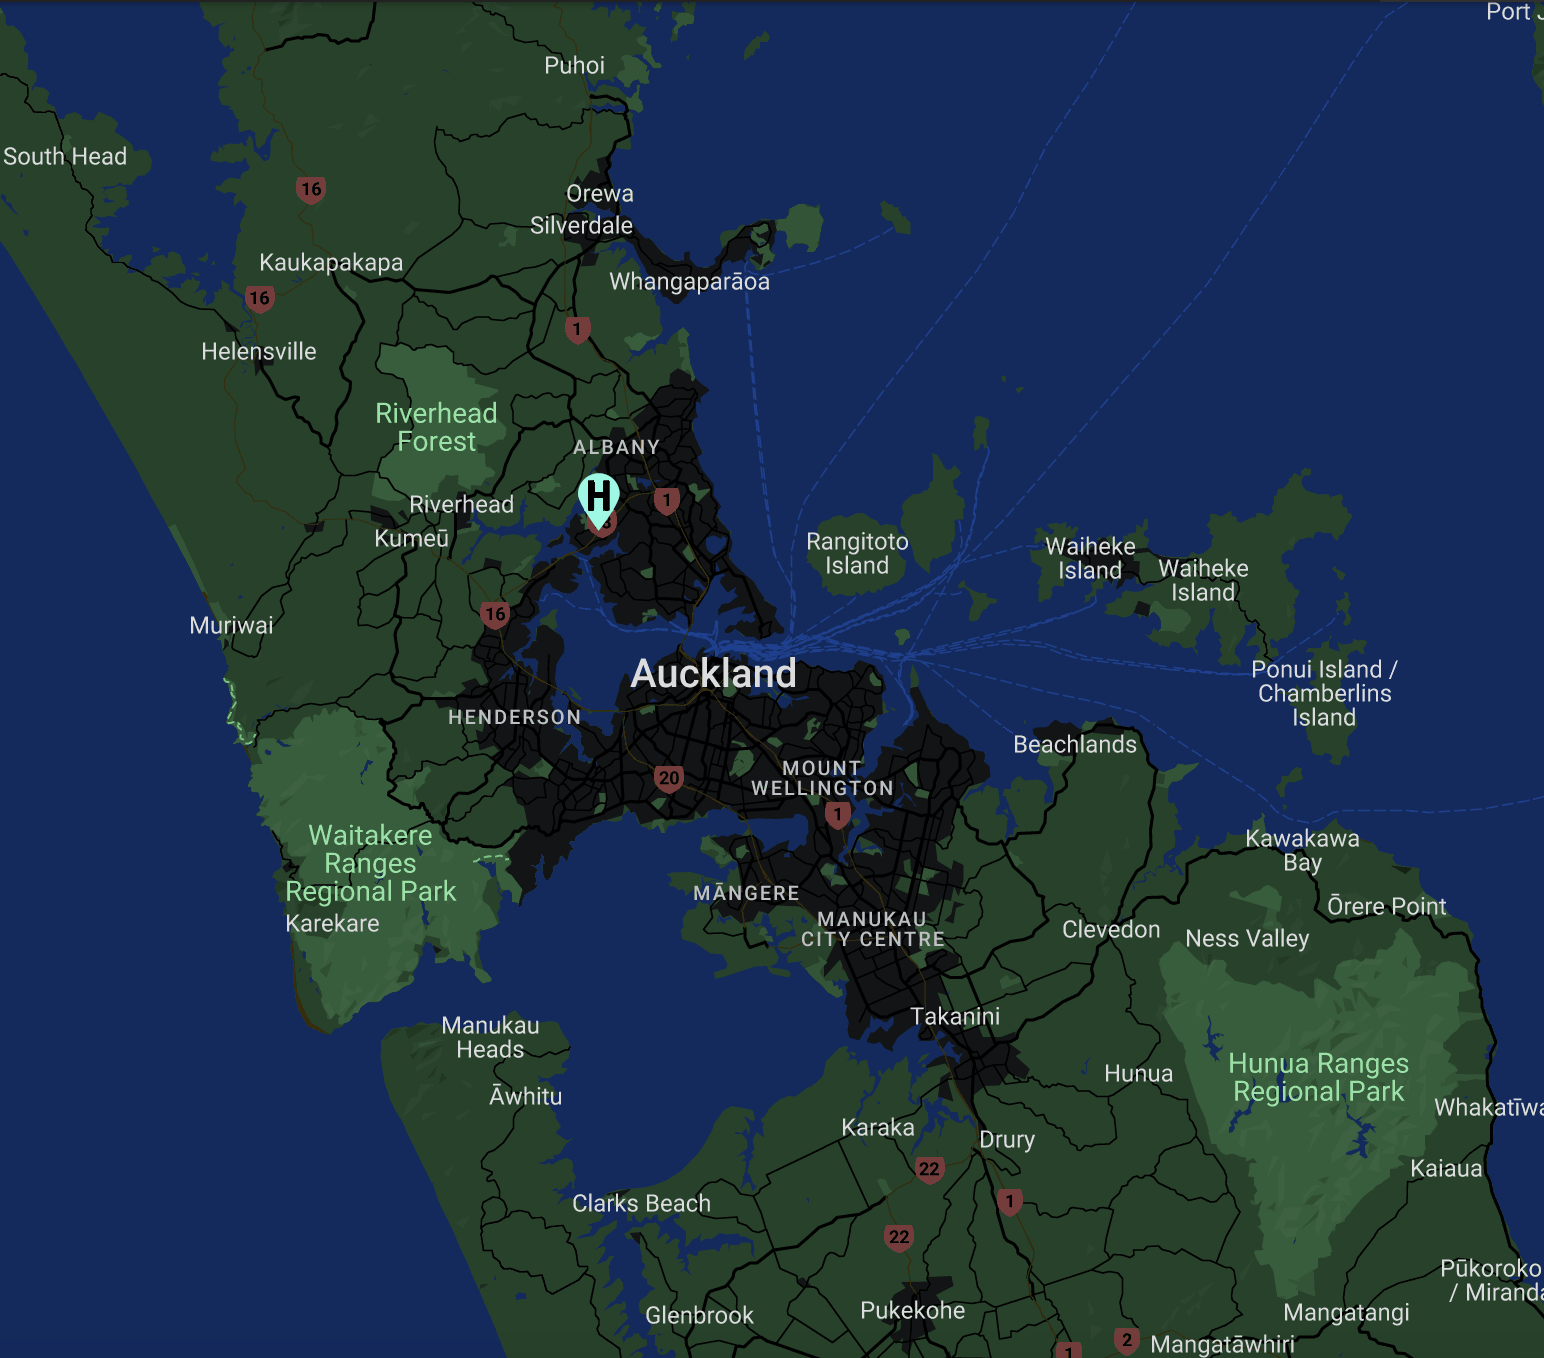 Port J
Puhoi
South Head
16
Orewa
Silverdale
Kaukapakapa
Whangaparāoa
16
1
Helensville
Riverhead
Forest
ALBANY
H
1
Riverhead
Kumeū
Rangitoto
Island
Waiheke
Island
Waiheke
Island
16
Muriwai
Auckland
Ponui Island /
Chamberlins
Island
HENDERSON
Beachlands
20
MOUNT
WELLINGTON
1
Waitakere
Ranges
Regional Park
Kawakawa
Bay
MĀNGERE
Ōrere Point
Karekare
MANUKAU
CITY CENTRE
Clevedon
Ness Valley
Takanini
Manukau
Heads
Hunua
Hunua Ranges
Regional Park
Āwhitu
Whakatīwa
Karaka
Drury
22
Kaiaua
Clarks Beach
1
22
Pūkoroko
/ Miranda
Glenbrook
Pukekohe
Mangatangi
2
Mangatāwhiri
1